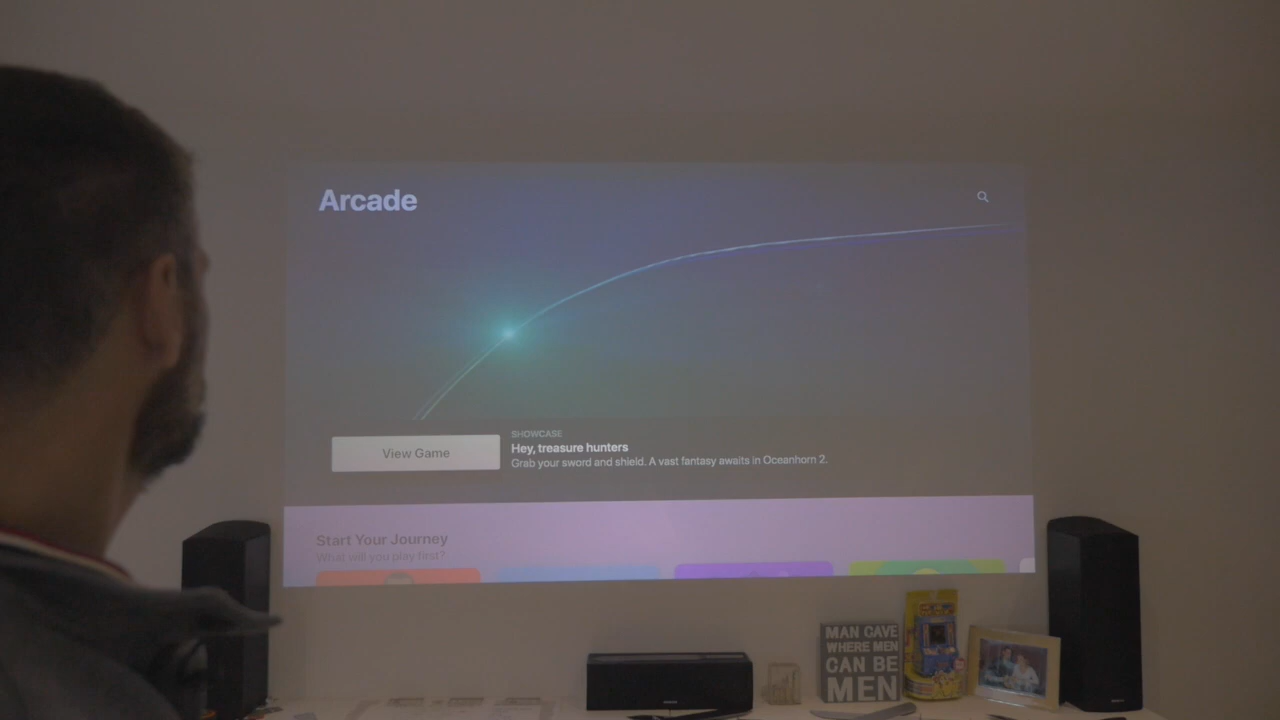 Arcade
View Game
SHOWCASE
Hey, treasure hunters
Grab your sword and shield. A vast fantasy awaits in Oceanhorn 2.
Start Your Journey
What will you play first?
MAN CAVE
WHERE MEN
CAN BE
MEN